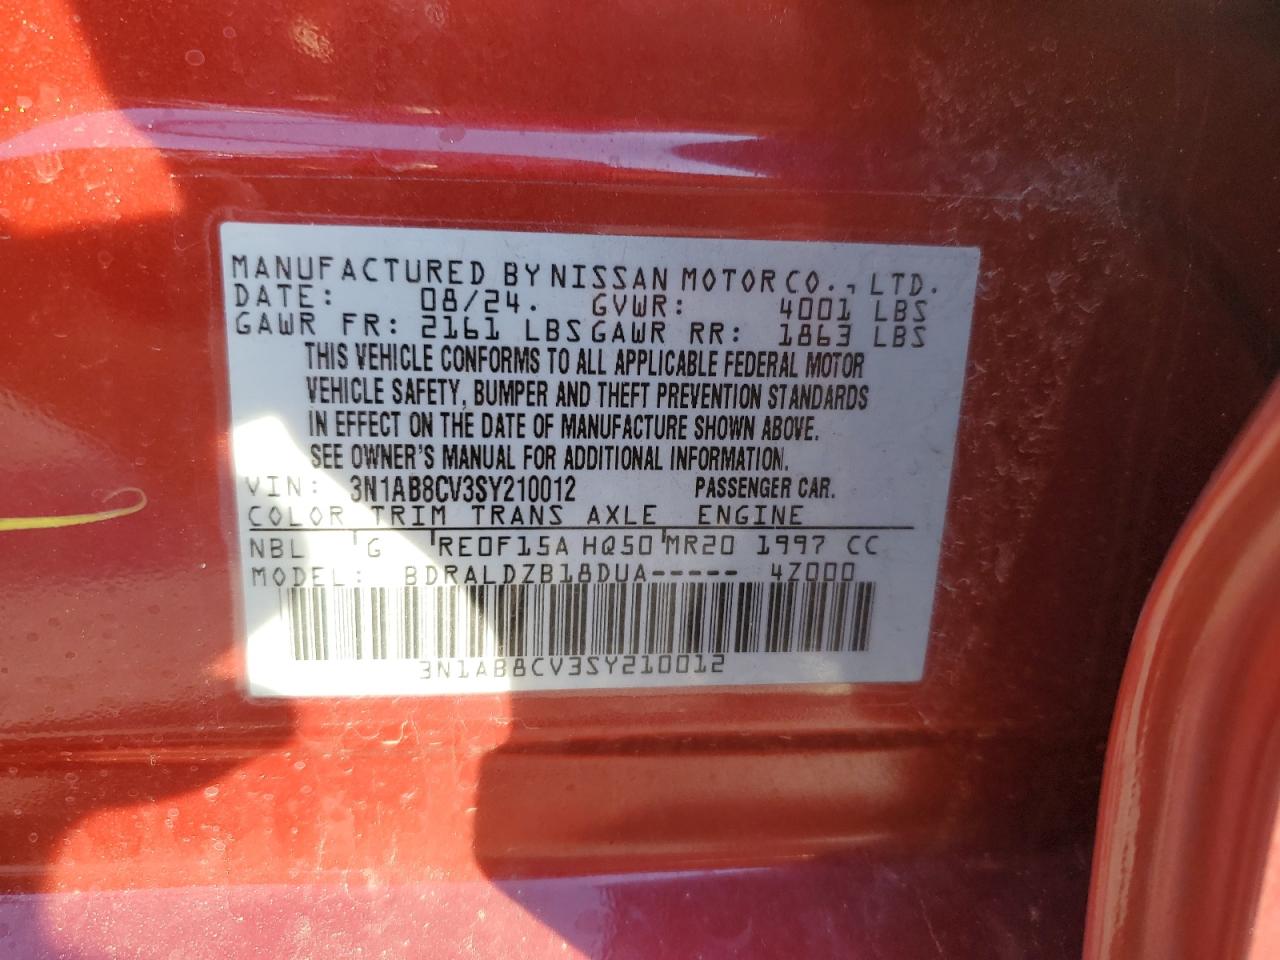 MANUFACTURED BY NISSAN MOTOR CO., LTD.
DATE: 08/24. GVWR: 4001 LBS
GAWR FR: 2161 LBS GAWR RR: 1863 LBS
THIS VEHICLE CONFORMS TO ALL APPLICABLE FEDERAL MOTOR
VEHICLE SAFETY, BUMPER AND THEFT PREVENTION STANDARDS
IN EFFECT ON THE DATE OF MANUFACTURE SHOWN ABOVE.
SEE OWNER'S MANUAL FOR ADDITIONAL INFORMATION.
VIN: 3N1AB8CV3SY210012 PASSENGER CAR.
COLOR TRIM TRANS AXLE ENGINE
NBL G RE0F15A HQ50 MR20 1997 CC
MODEL: BDRALDZB18DUA----- 4Z000
3N1AB8CV3SY210012